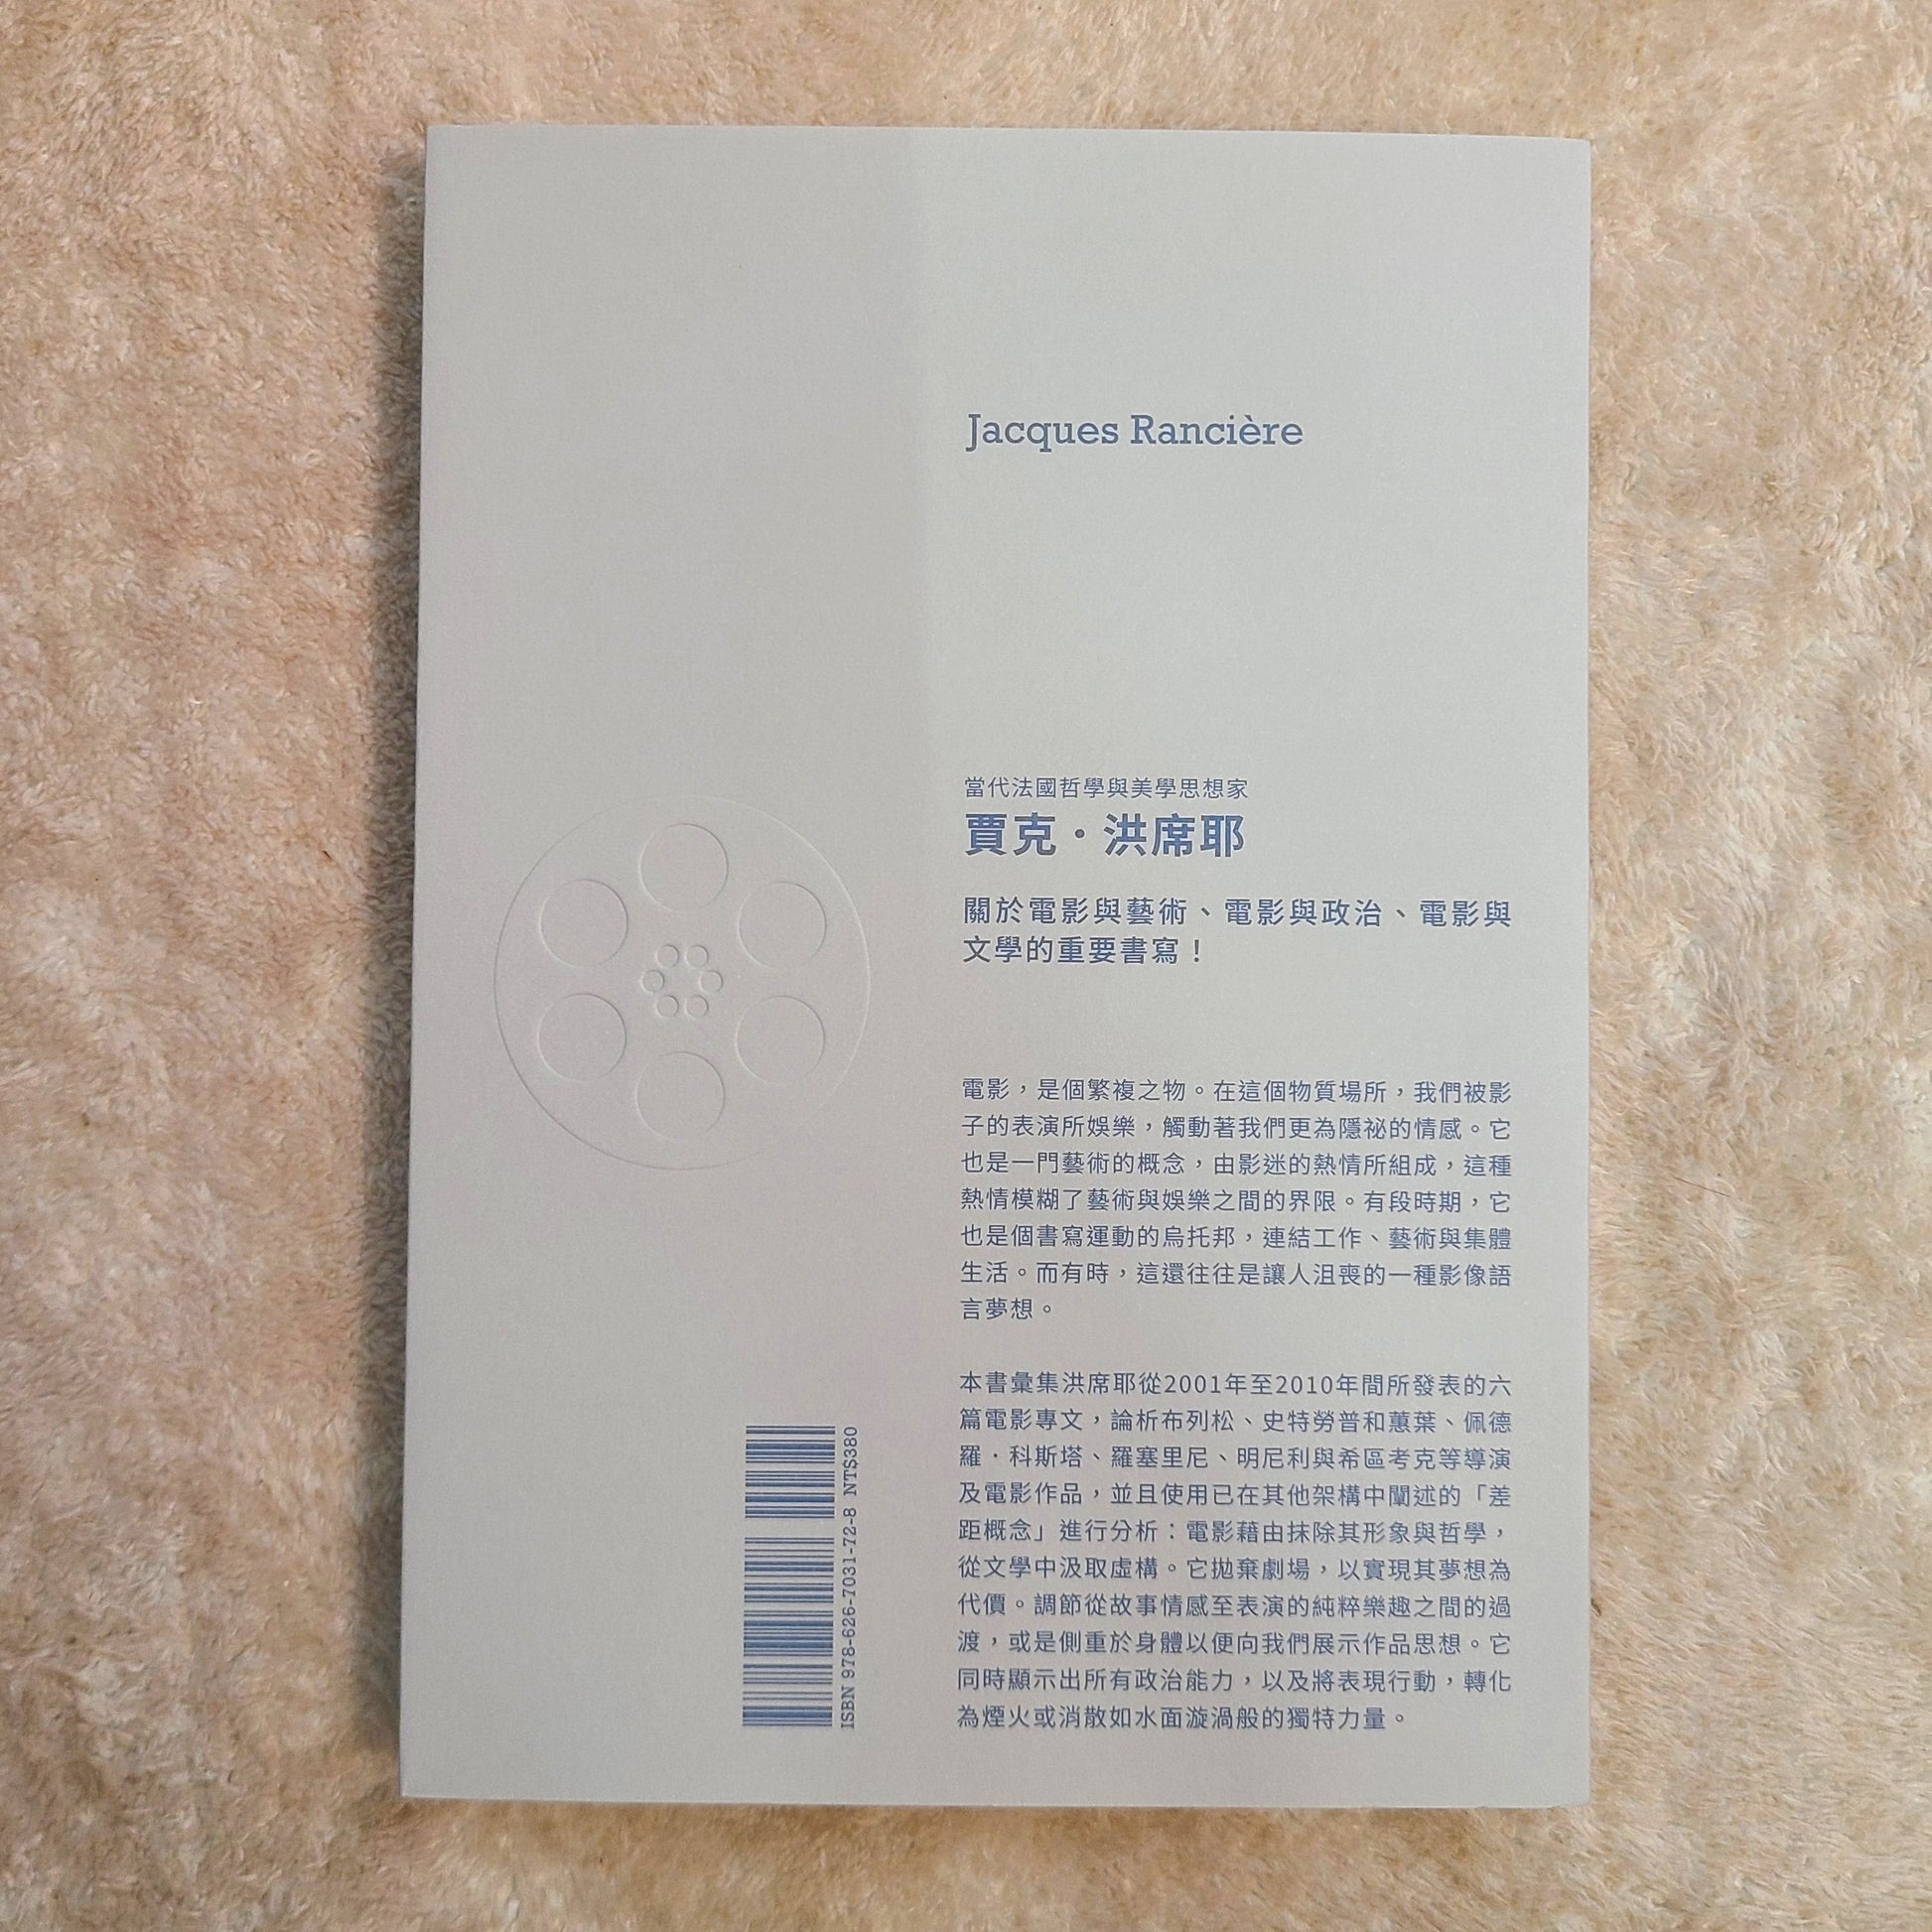 Jacques Rancière
當代法國哲學與美學思想家
賈克・洪席耶
關於電影與藝術、電影與政治、電影與
文學的重要書寫！
電影，是個繁複之物。在這個物質場所，我們被影
子的表演所娛樂，觸動著我們更為隱祕的情感。它
也是一門藝術的概念，由影迷的熱情所組成，這種
熱情模糊了藝術與娛樂之間的界限。有段時期，它
也是個書寫運動的烏托邦，連結工作、藝術與集體
生活。而有時，這還往往是讓人沮喪的一種影像語
言夢想。
本書彙集洪席耶從2001年至2010年間所發表的六
篇電影專文，論析布列松、史特勞普和蕙葉、佩德
羅・科斯塔、羅塞里尼、明尼利與希區考克等導演
及電影作品，並且使用已在其他架構中闡述的「差
距概念」進行分析：電影藉由抹除其形象與哲學，
從文學中汲取虛構。它拋棄劇場，以實現其夢想為
代價。調節從故事情感至表演的純粹樂趣之間的過
渡，或是側重於身體以便向我們展示作品思想。它
同時顯示出所有政治能力，以及將表現行動，轉化
為煙火或消散如水面漩渦般的獨特力量。
ISBN 978-626-7031-72-8 NT$380